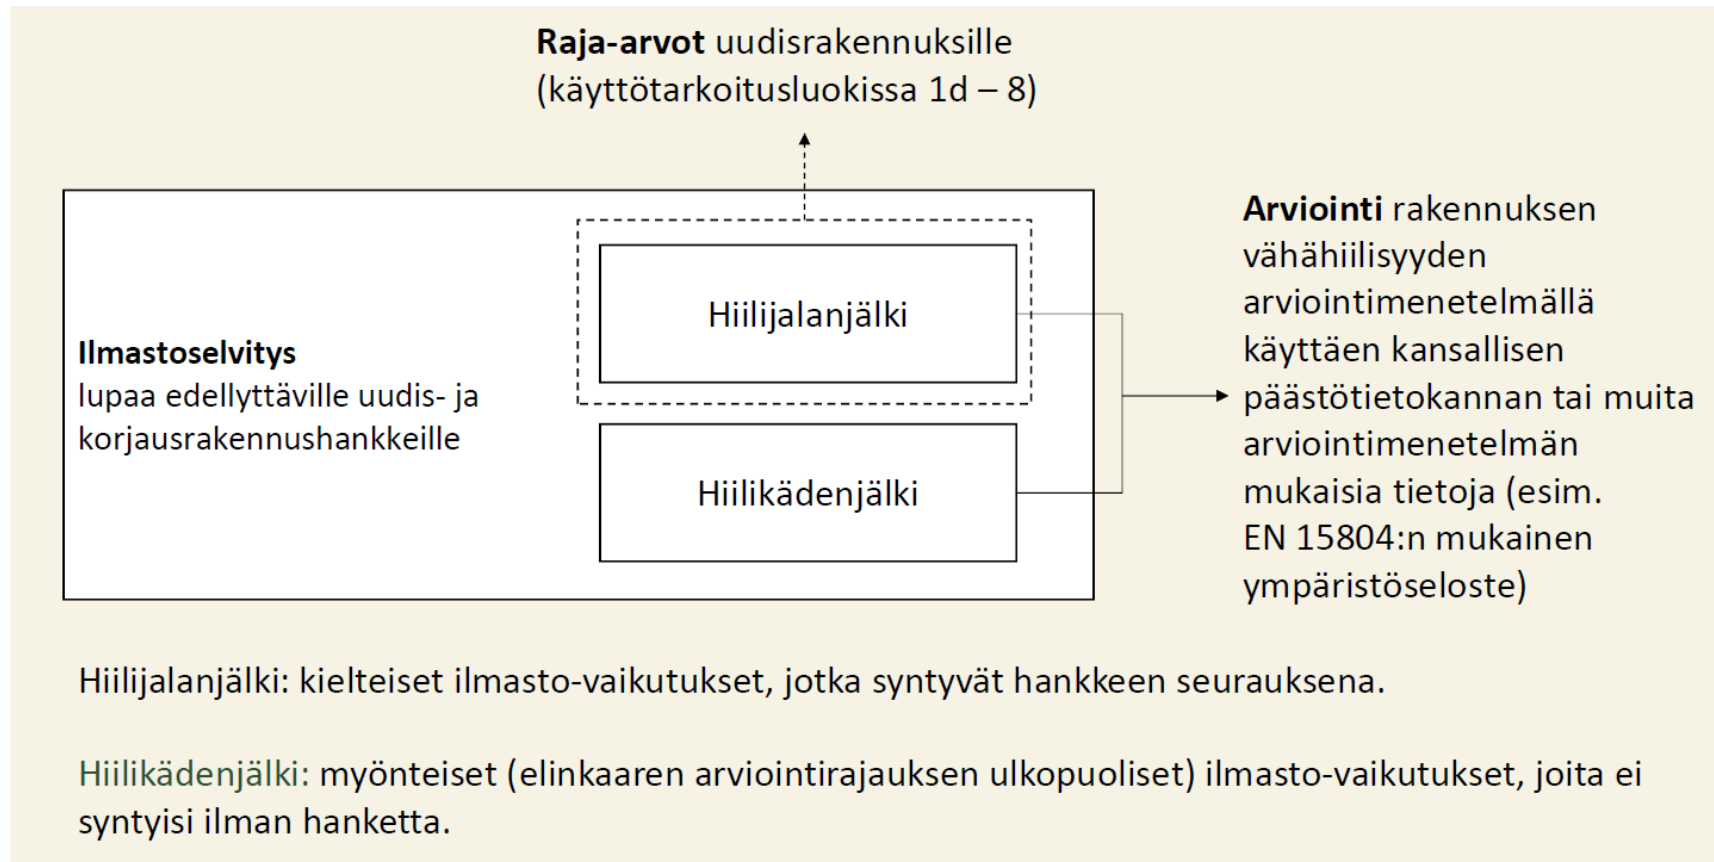 Raja-arvot uudisrakennuksille
(käyttötarkoitusluokissa 1d – 8)
Ilmastoselvitys
lupaa edellyttäville uudis- ja
korjausrakennushankkeille
Hiilijalanjälki
Hiilikädenjälki
Arviointi rakennuksen
vähähiilisyyden
arviointimenetelmällä
käyttäen kansallisen
päästötietokannan tai muita
arviointimenetelmän
mukaisia tietoja (esim.
EN 15804:n mukainen
ympäristöseloste)
Hiilijalanjälki: kielteiset ilmasto-vaikutukset, jotka syntyvät hankkeen seurauksena.
Hiilikädenjälki: myönteiset (elinkaaren arviointirajauksen ulkopuoliset) ilmasto-vaikutukset, joita ei
syntyisi ilman hanketta.